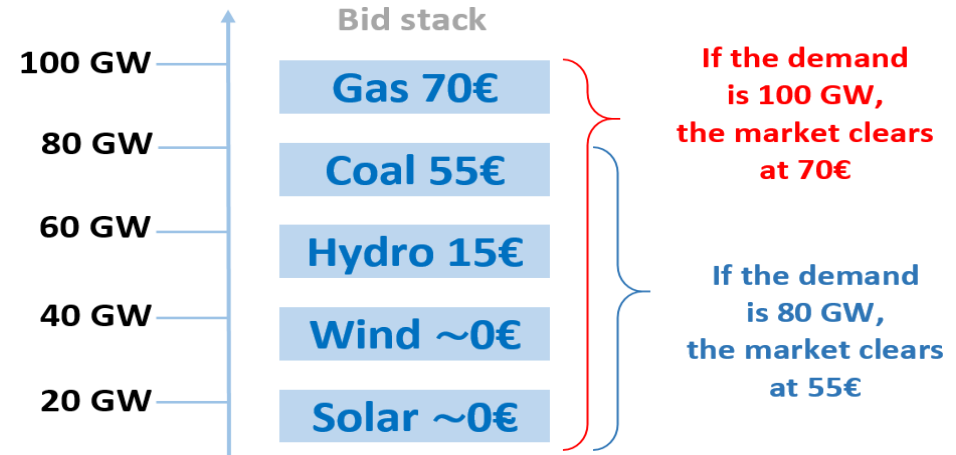 Bid stack
100 GW
80 GW
60 GW
40 GW
20 GW
Gas 70€
Coal 55€
Hydro 15€
Wind ~0€
Solar ~0€
If the demand
is 100 GW,
the market clears
at 70€
If the demand
is 80 GW,
the market clears
at 55€